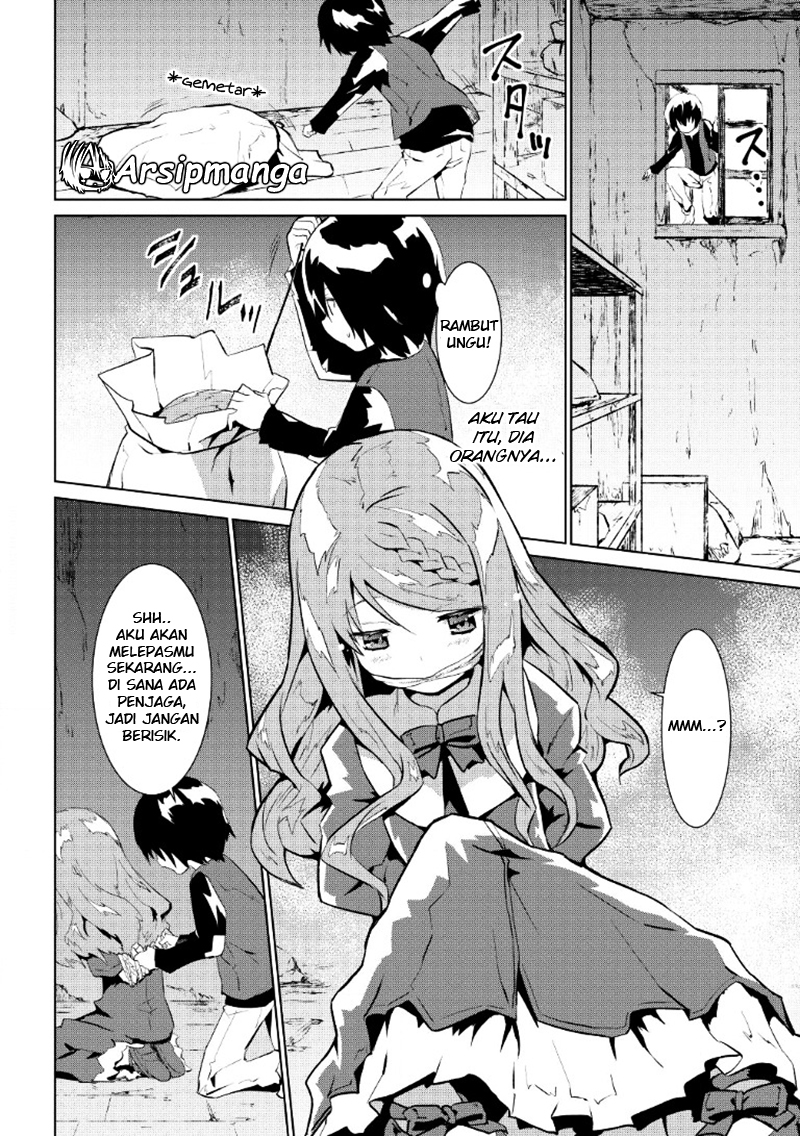 ス…
スタッ
*Gemetar*
Arsipmanga
シュルッ
RAMBUT
UNGU!
AKU TAU
ITU, DIA
ORANGNYA...
MMM...?
SHH..
AKU AKAN
MELEPASMU
SEKARANG...
DI SANA ADA
PENJAGA,
JADI JANGAN
BERISIK.